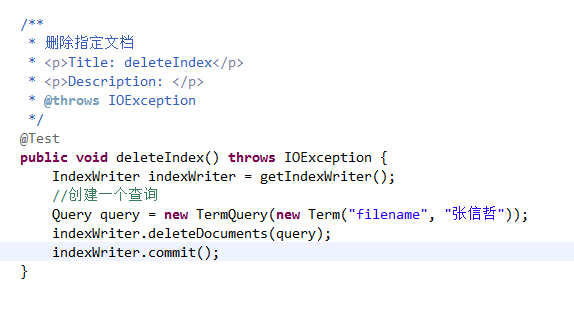 /**
 * 删除指定文档
 * <p>Title: deleteIndex</p>
 * <p>Description: </p>
 * @throws IOException
 */
@Test
public void deleteIndex() throws IOException {
    IndexWriter indexWriter = getIndexWriter();
    //创建一个查询
    Query query = new TermQuery(new Term("filename", "张信哲"));
    indexWriter.deleteDocuments(query);
    indexWriter.commit();
}